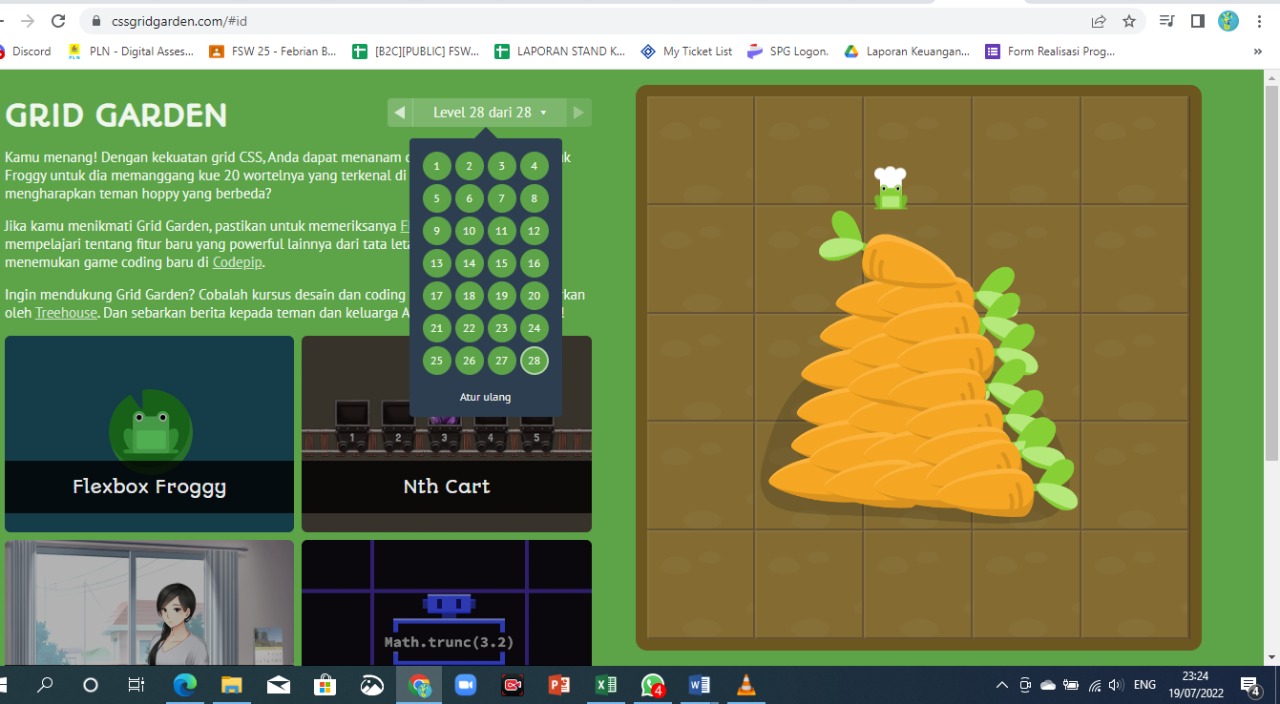 cssgridgarden.com/#id
Discord
PLN - Digital Asses...
FSW 25 - Febrian B...
[B2C][PUBLIC] FSW...
LAPORAN STAND K...
My Ticket List
SPG Logon.
Laporan Keuangan...
Form Realisasi Prog...
»
GRID GARDEN
Level 28 dari 28
Kamu menang! Dengan kekuatan grid CSS, Anda dapat menanam
Froggy untuk dia memanggang kue 20 wortelnya yang terkenal di
mengharapkan teman hoppy yang berbeda?
Jika kamu menikmati Grid Garden, pastikan untuk memeriksanya
mempelajari tentang fitur baru yang powerful lainnya dari tata
menemukan game coding baru di Codepip.
Ingin mendukung Grid Garden? Cobalah kursus desain dan coding
oleh Treehouse. Dan sebarkan berita kepada teman dan keluarga
1 2 3 4
5 6 7 8
9 10 11 12
13 14 15 16
17 18 19 20
21 22 23 24
25 26 27 28
Atur ulang
1 2 3 4 5
Flexbox Froggy
Nth Cart
Math.trunc(3.2)
4
ENG
23:24
19/07/2022
4